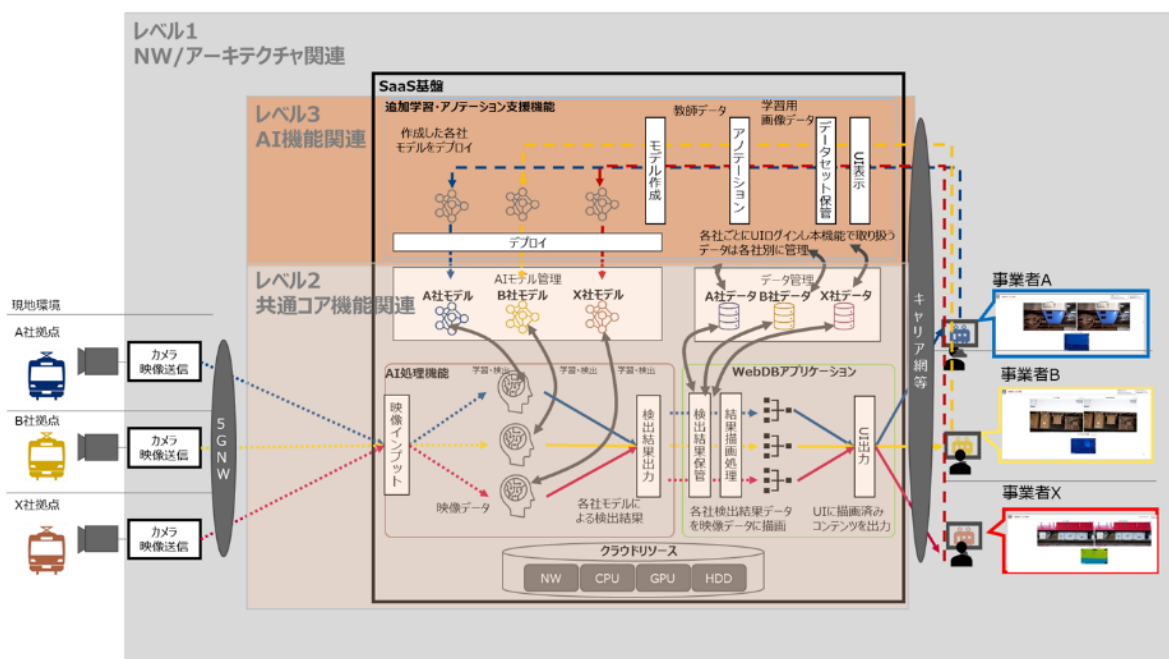 レベル1
NW/アーキテクチャ関連
SaaS基盤
レベル3
AI機能関連
追加学習・アノテーション支援機能
作成した各社
モデルをデプロイ
教師データ
学習用
画像データ
モデル作成
アノテーション
データセット保管
UI表示
各社ごとにUIログインし本機能で取り扱う
データは各社別に管理
デプロイ
レベル2
共通コア機能関連
AIモデル管理
A社モデル
B社モデル
X社モデル
データ管理
A社データ
B社データ
X社データ
現地環境
A社拠点
カメラ
映像送信
B社拠点
カメラ
映像送信
X社拠点
カメラ
映像送信
5GNW
AI処理機能
学習・検出
学習・検出
学習・検出
映像インプット
映像データ
検出結果出力
各社モデルに
よる検出結果
WebDBアプリケーション
検出結果保管
結果描画処理
UI出力
各社検出結果データ
を映像データに描画
UIに描画済み
コンテンツを出力
クラウドリソース
NW
CPU
GPU
HDD
キャリア網等
事業者A
事業者B
事業者X